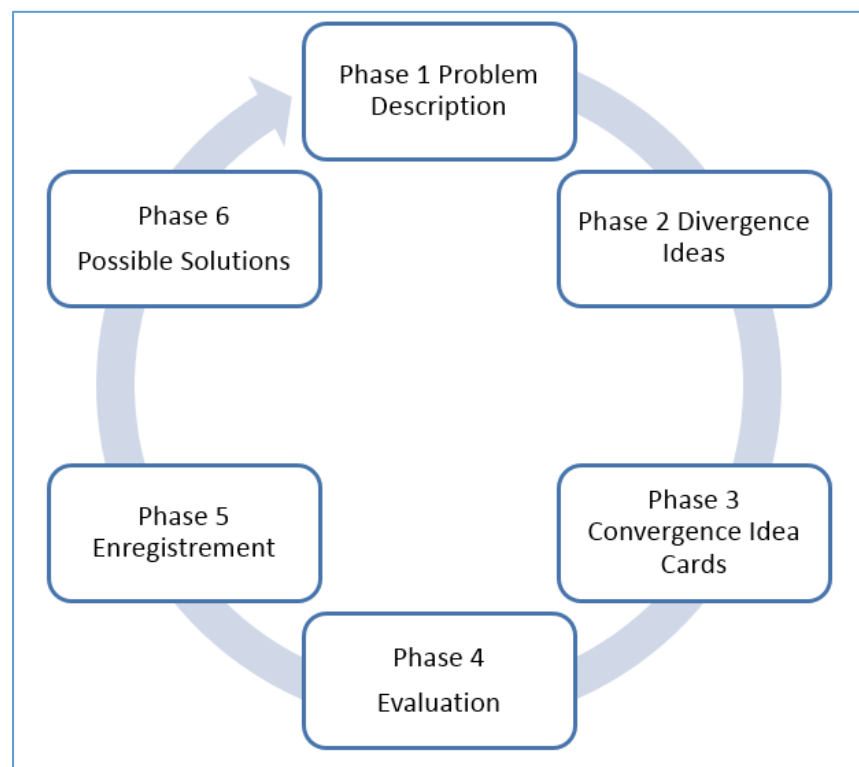 Phase 1 Problem
Description
Phase 2 Divergence
Ideas
Phase 3
Convergence Idea
Cards
Phase 4
Evaluation
Phase 5
Enregistrement
Phase 6
Possible Solutions